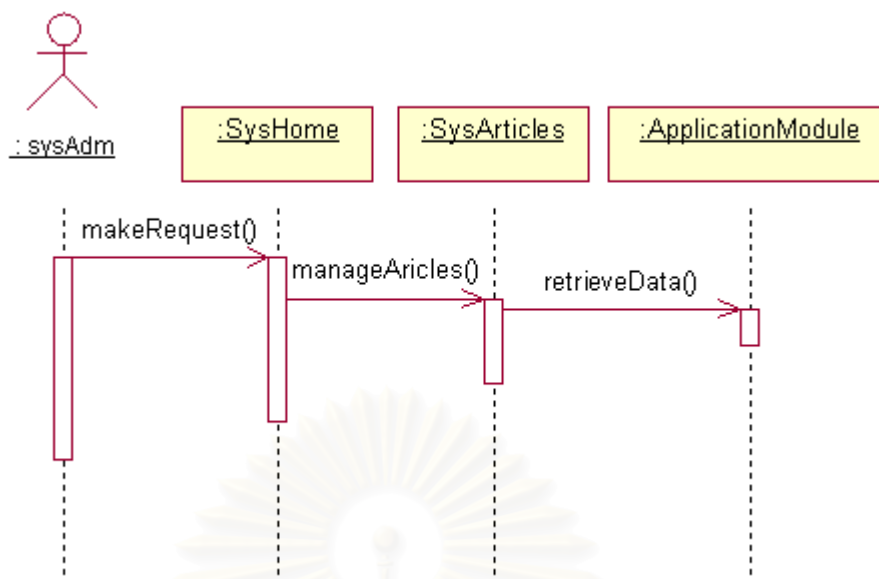 : sysAdm
:SysHome
:SysArticles
:ApplicationModule
makeRequest()
manageAricles()
retrieveData()